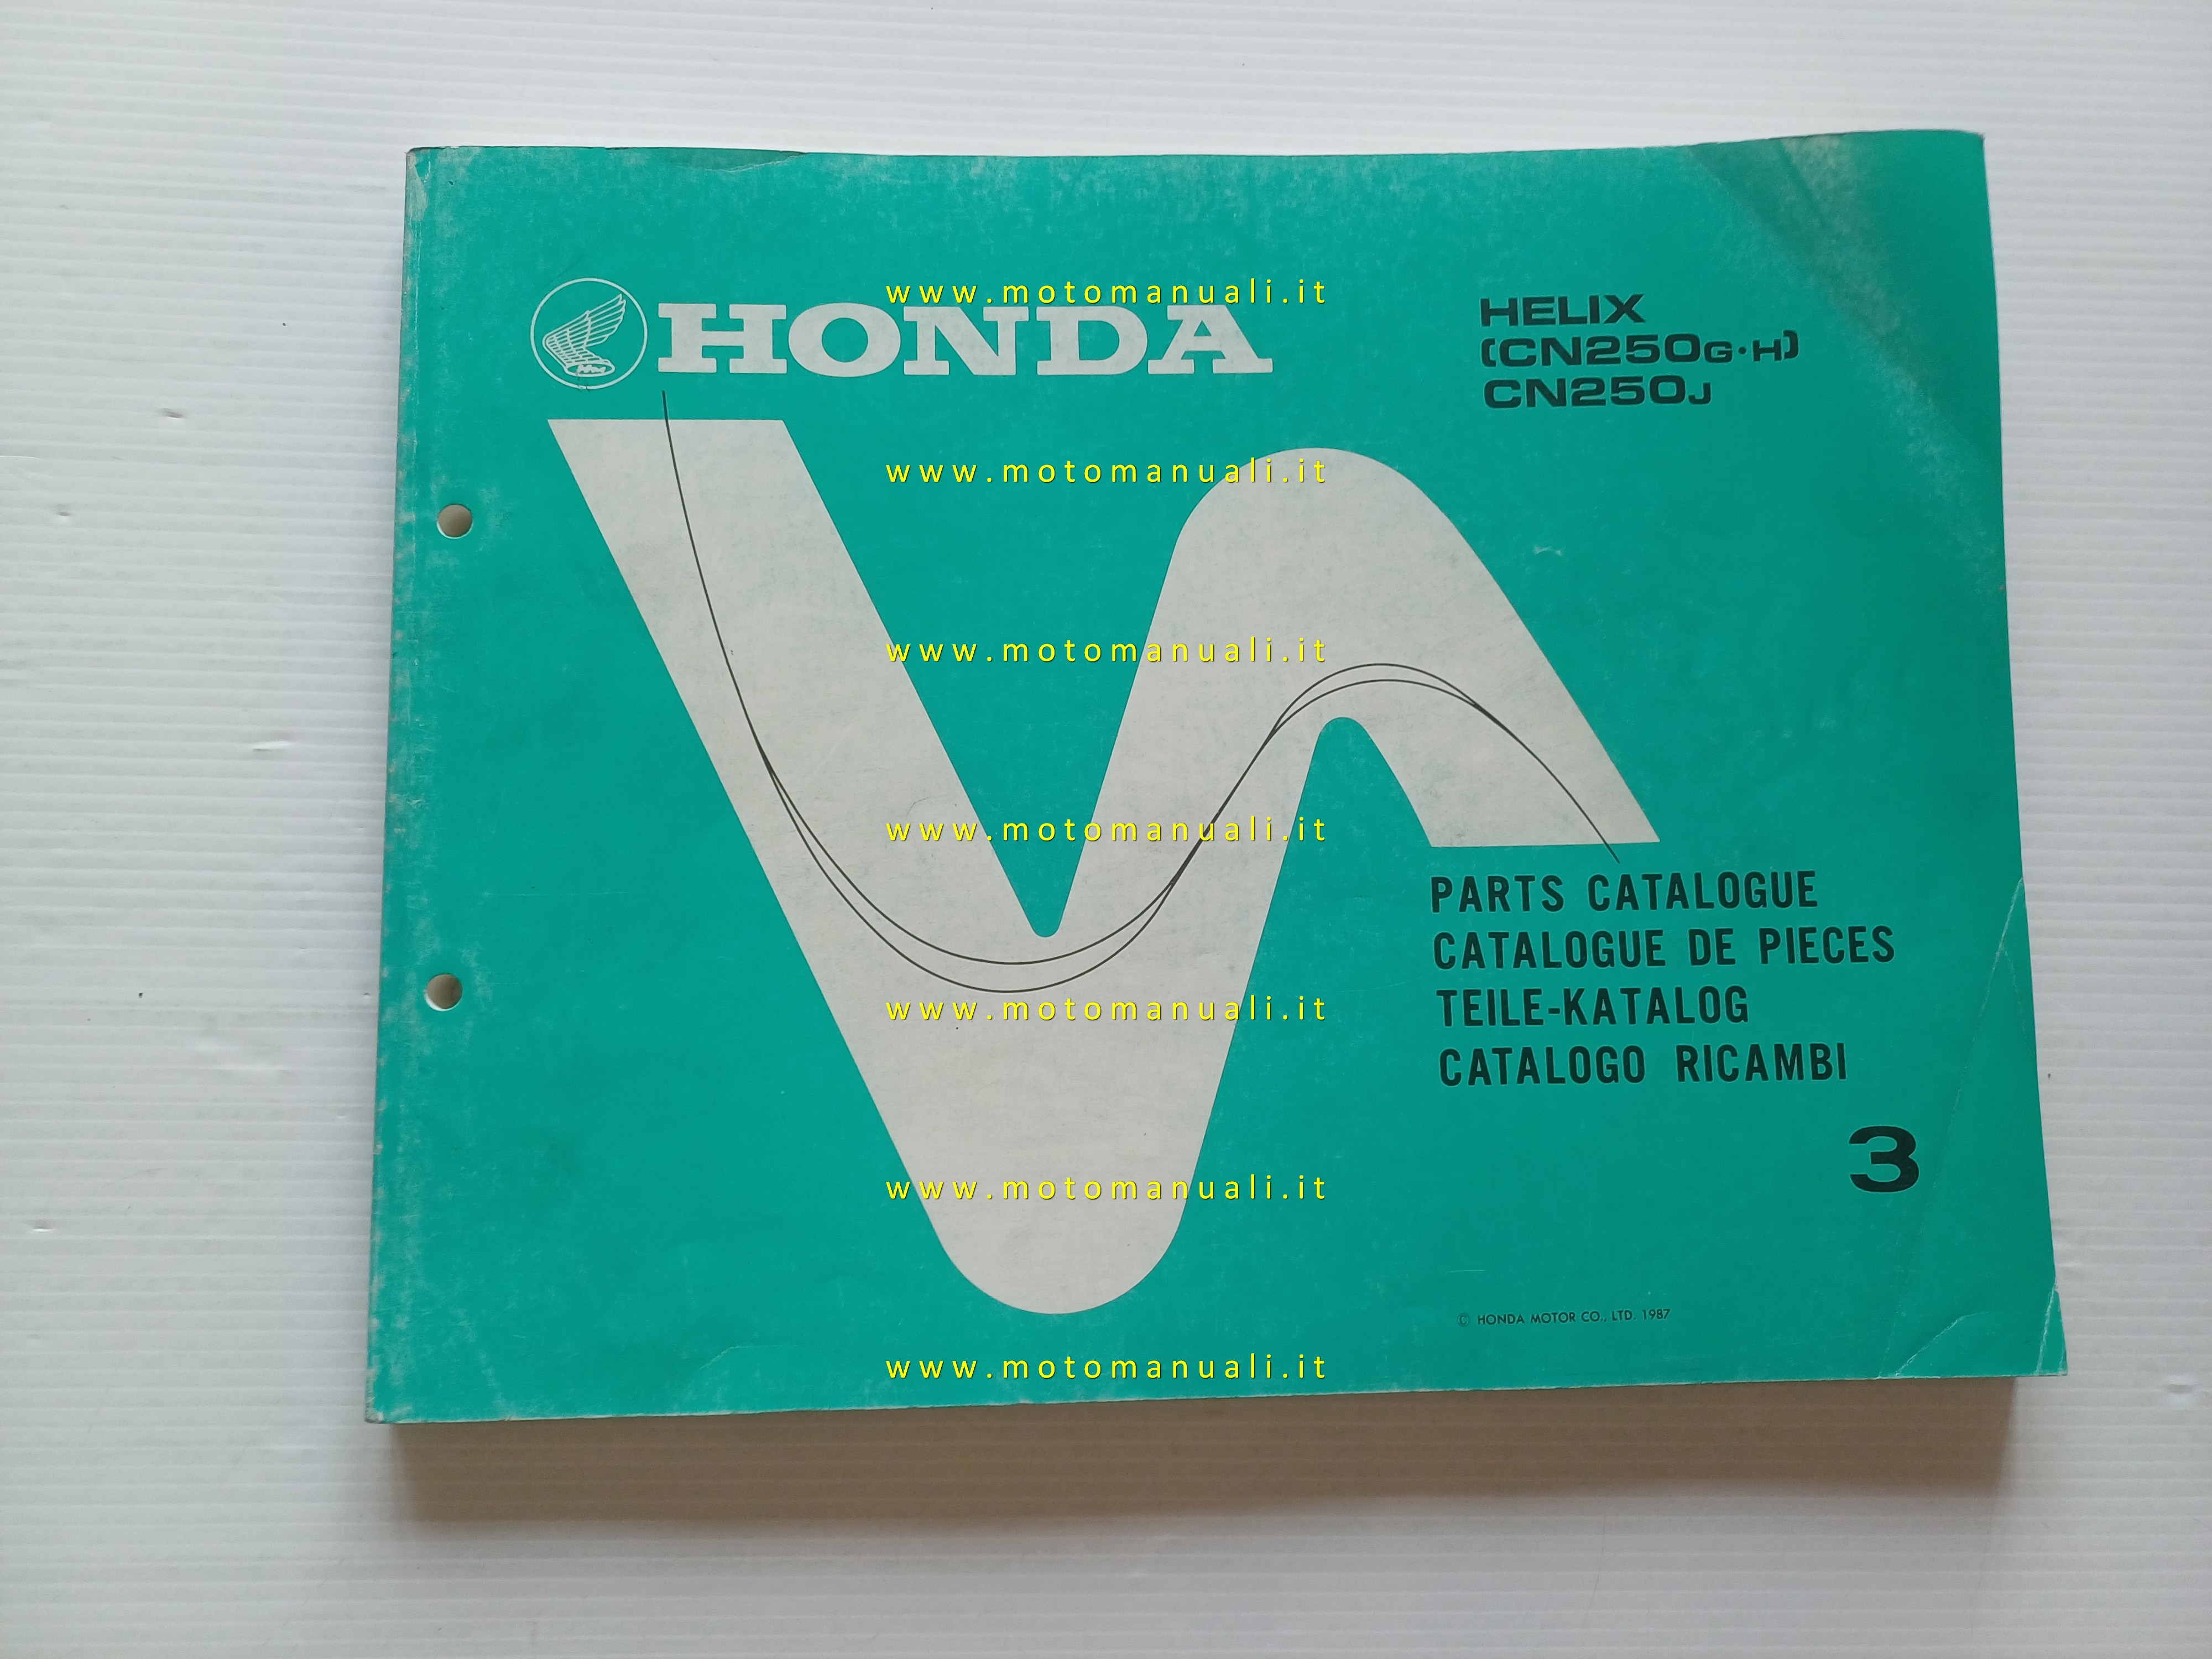 www.motomanuali.it
HONDA
HELIX
(CN250G·H)
CN250J
www.motomanuali.it
www.motomanuali.it
www.motomanuali.it
PARTS CATALOGUE
CATALOGUE DE PIECES
www.motomanuali.it
TEILE-KATALOG
CATALOGO RICAMBI
3
www.motomanuali.it
© HONDA MOTOR CO., LTD. 1987
www.motomanuali.it